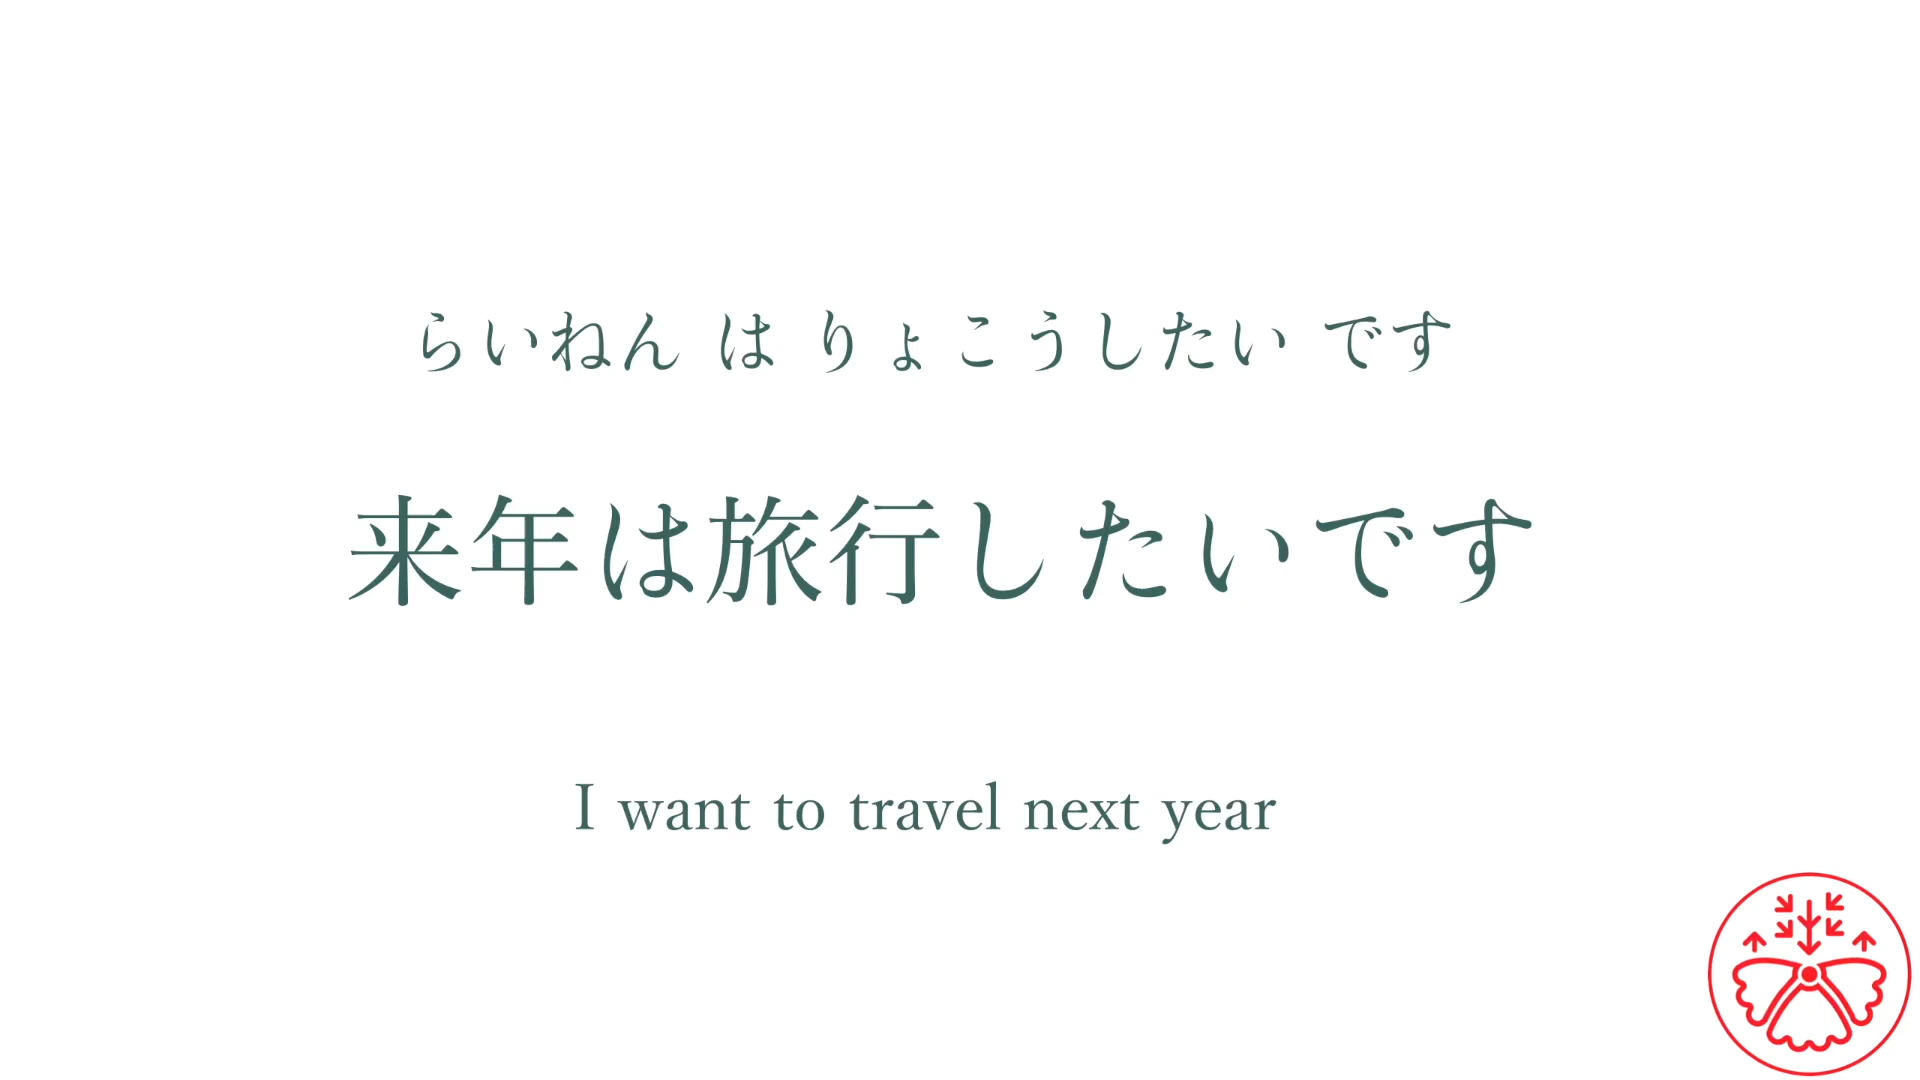 らいねん は りょこうしたい です
来年は旅行したいです
I want to travel next year